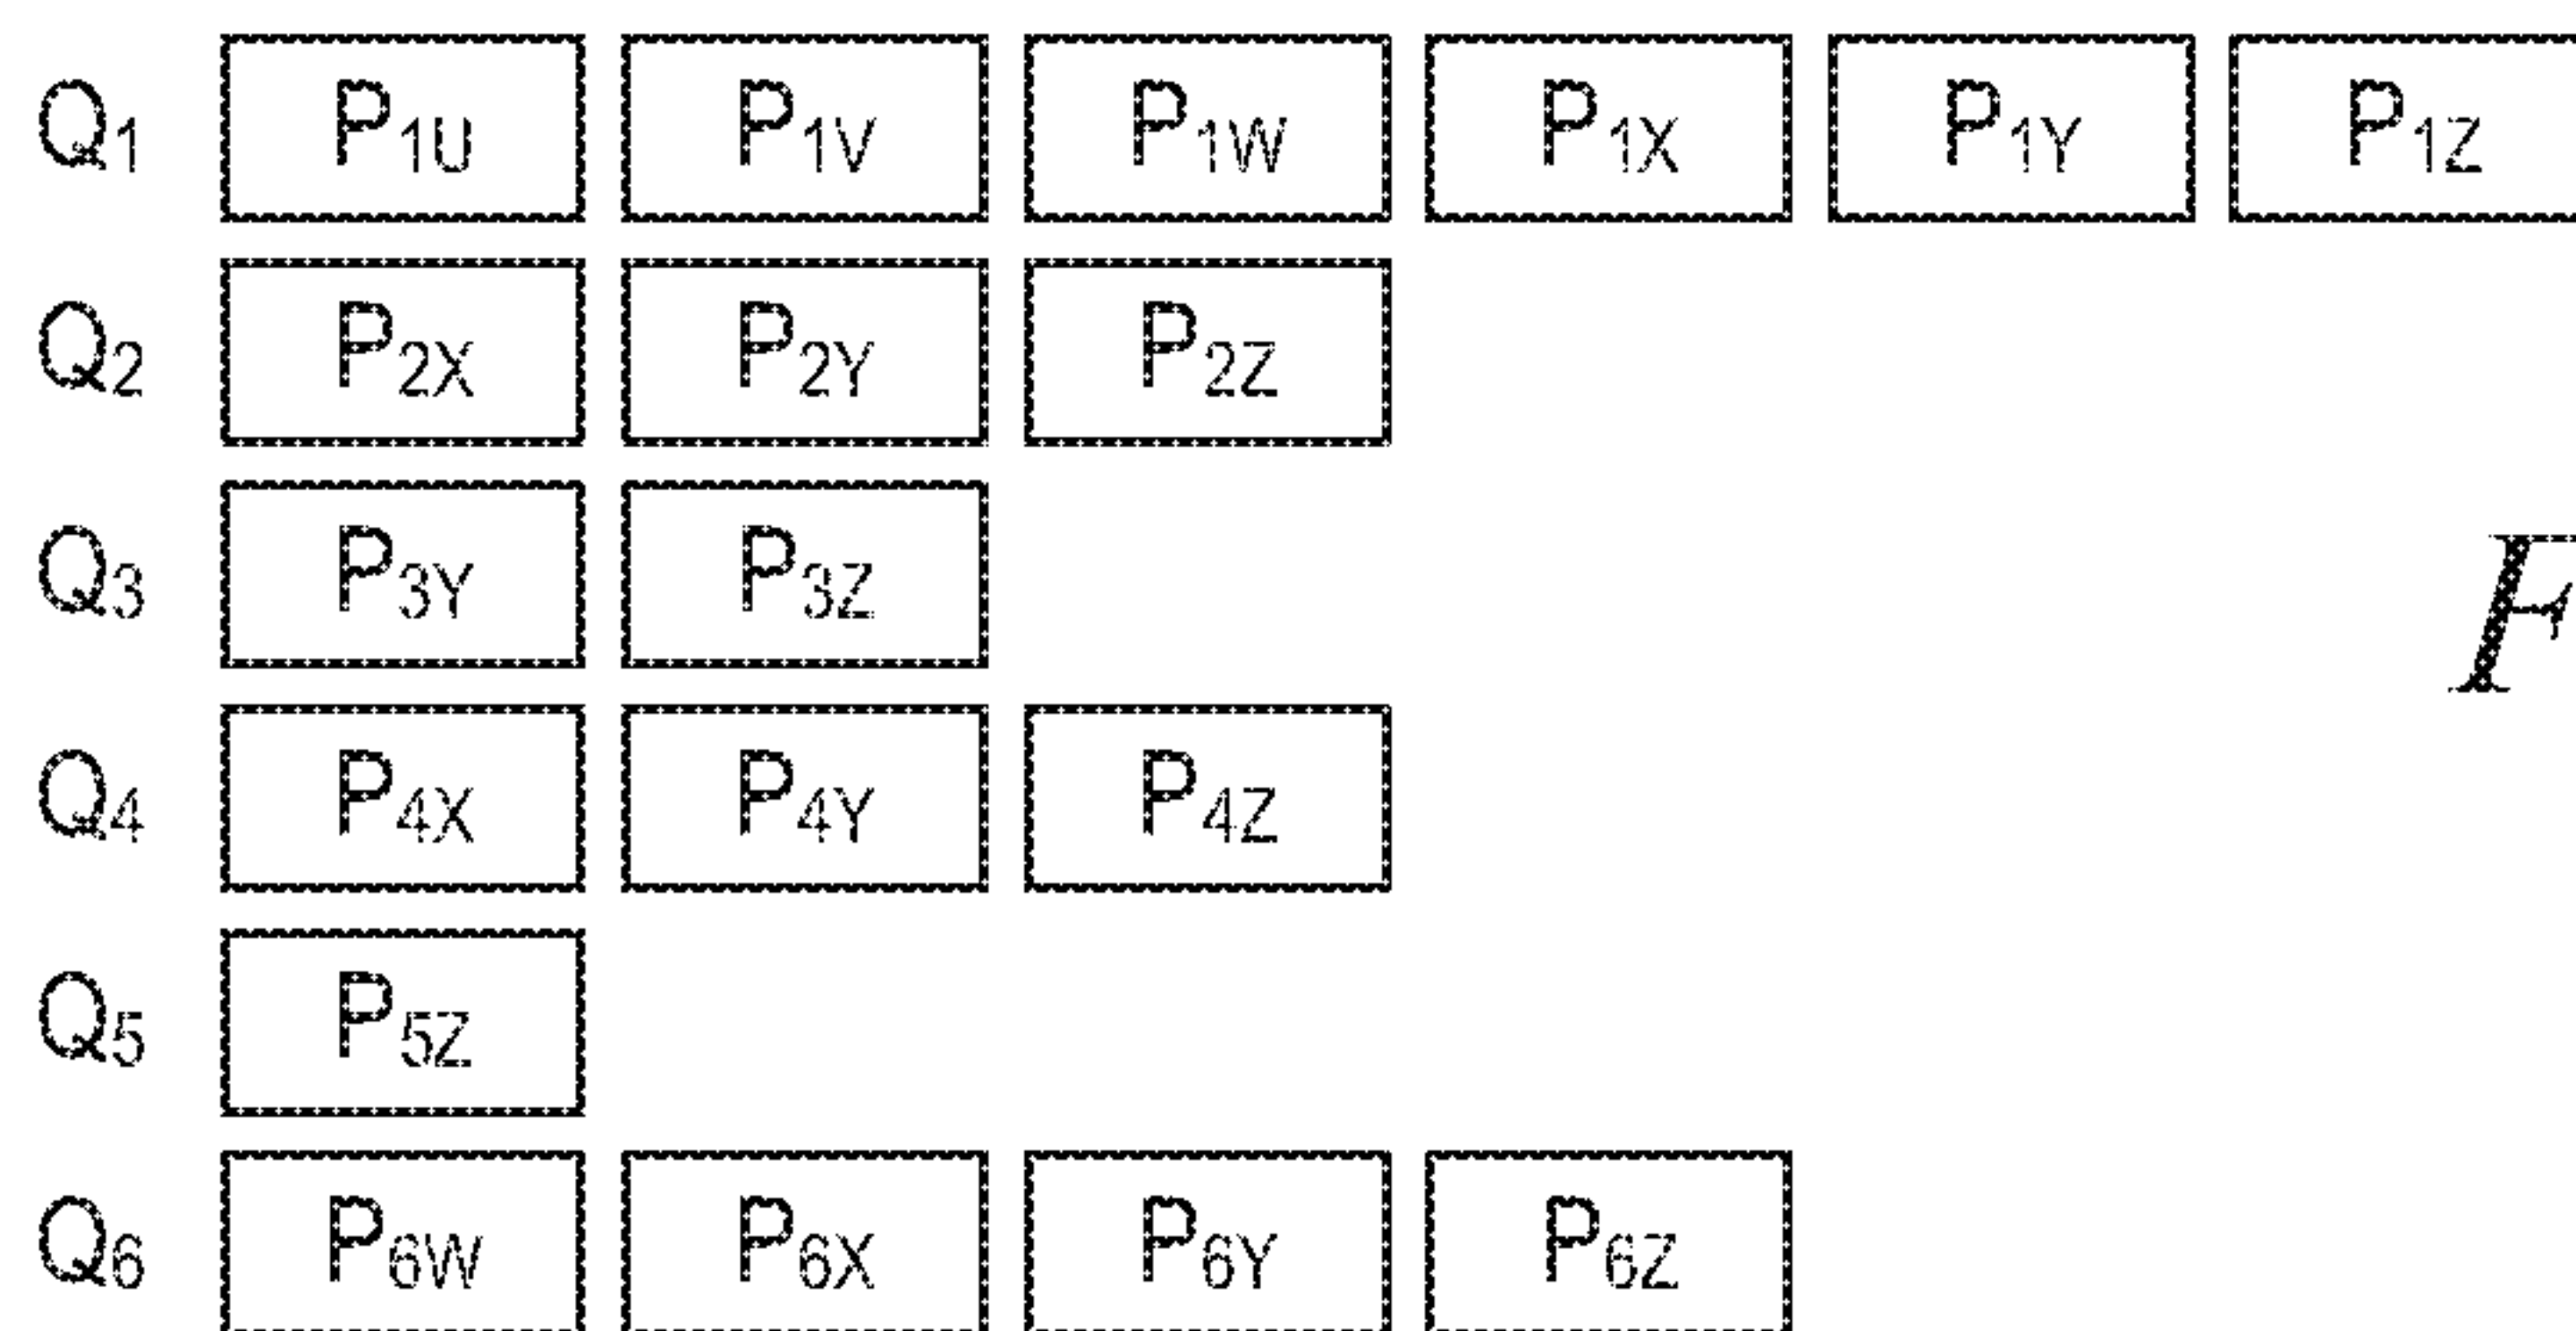 Q1 P1U P1V P1W P1X P1Y P1Z
Q2 P2X P2Y P2Z
Q3 P3Y P3Z
F
Q4 P4X P4Y P4Z
Q5 P5Z
Q6 P6W P6X P6Y P6Z